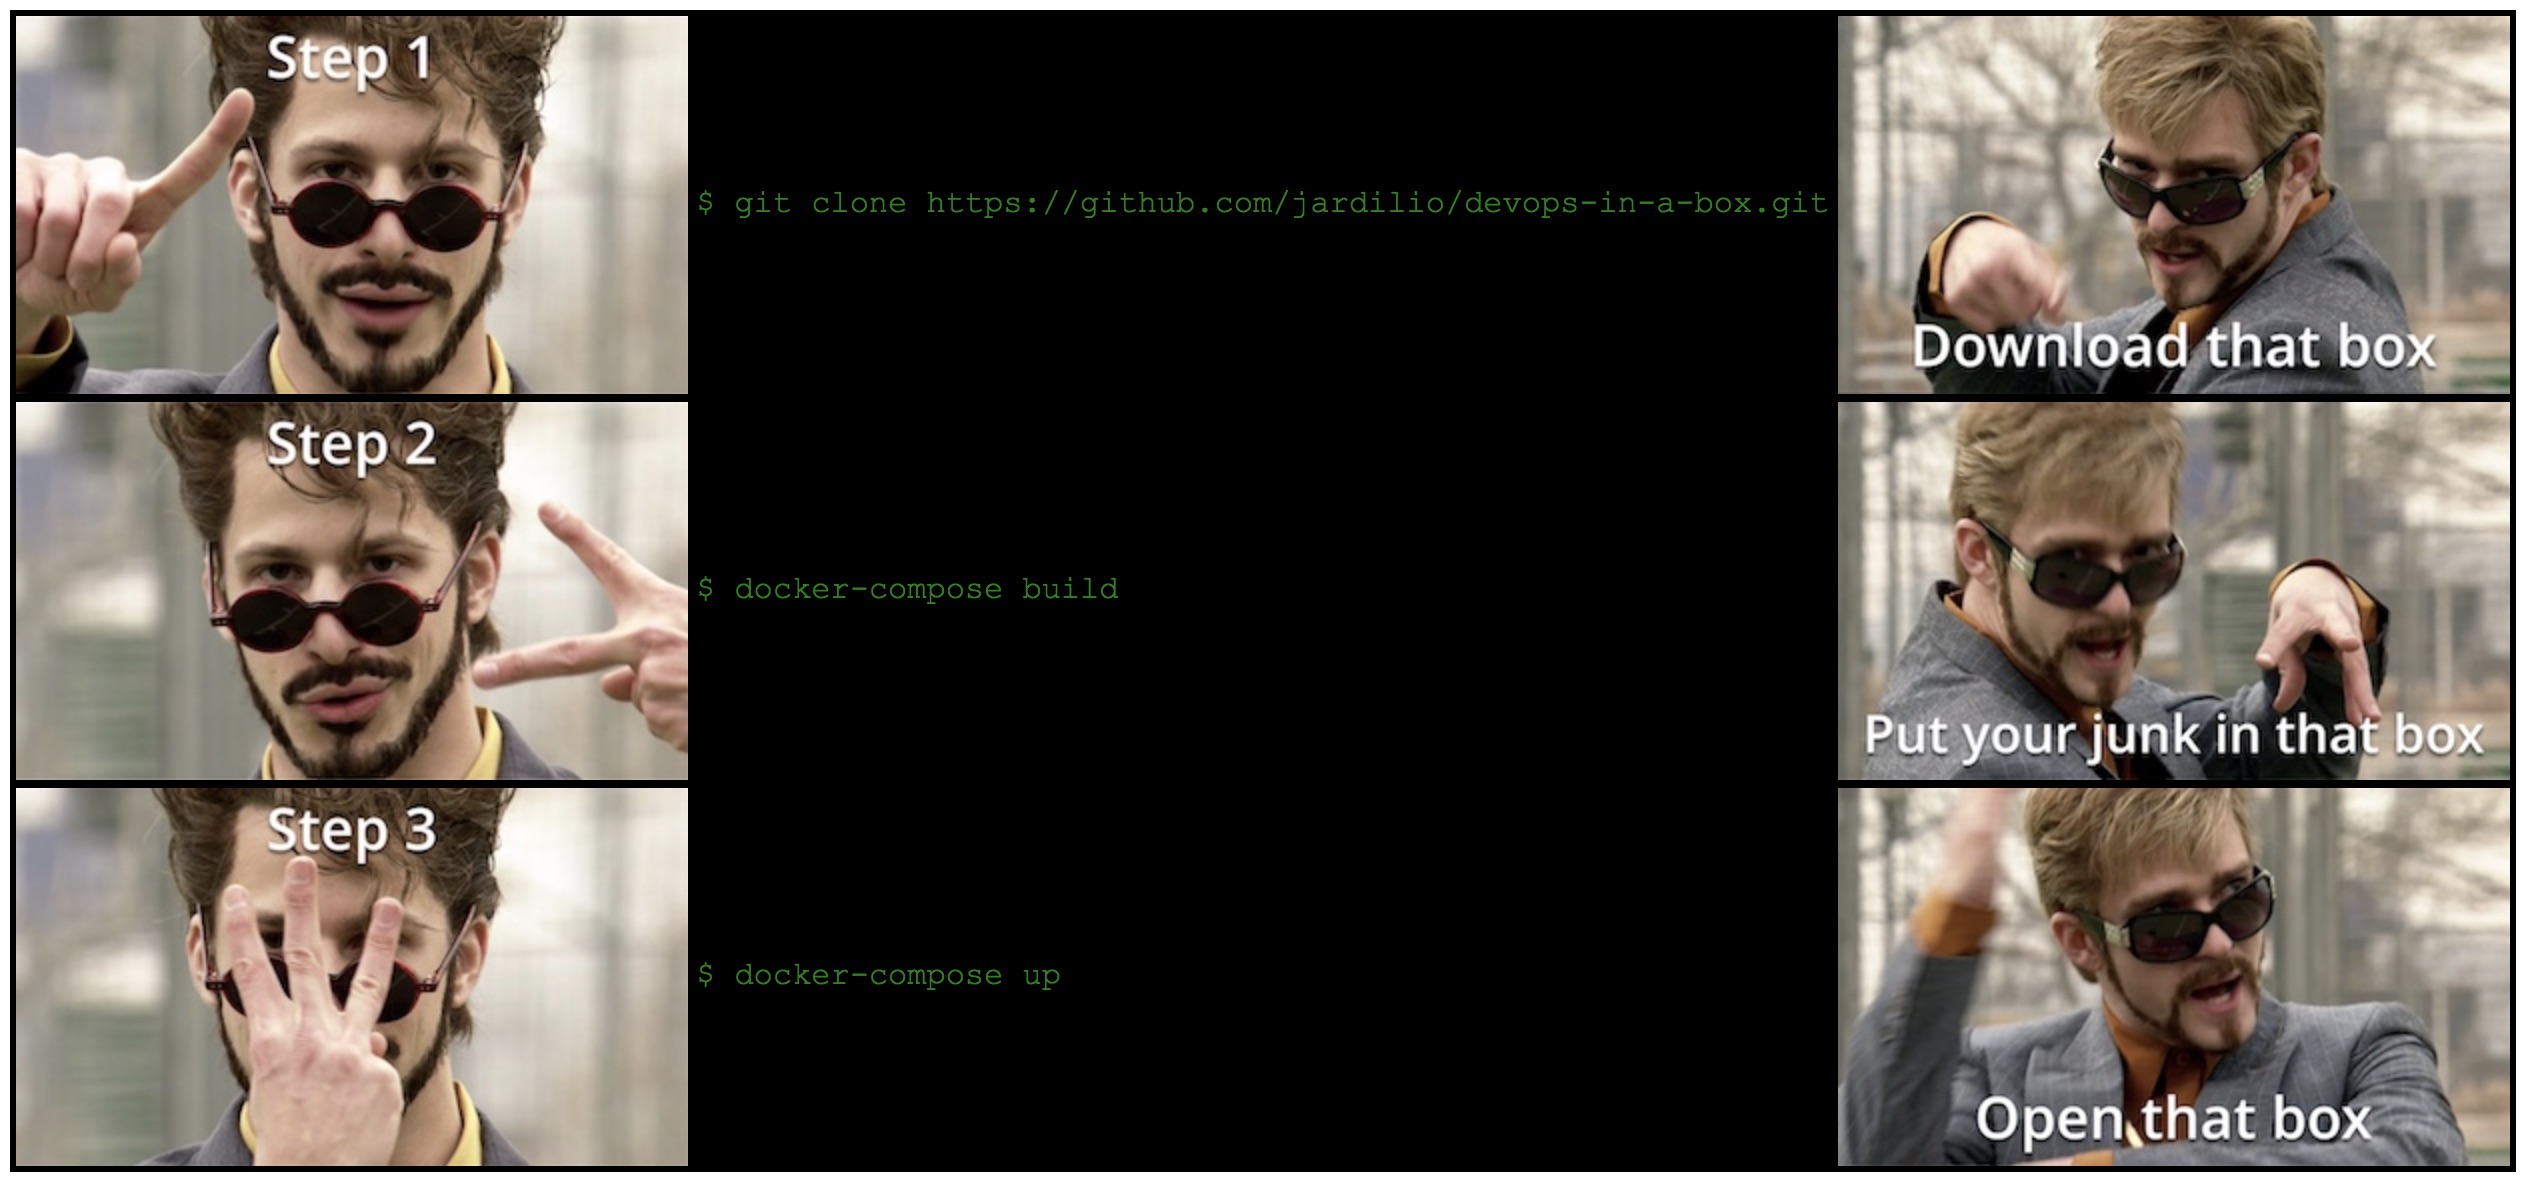 Step 1
$ git clone https://github.com/jardilio/devops-in-a-box.git
Download that box
Step 2
$ docker-compose build
Put your junk in that box
Step 3
$ docker-compose up
Open that box